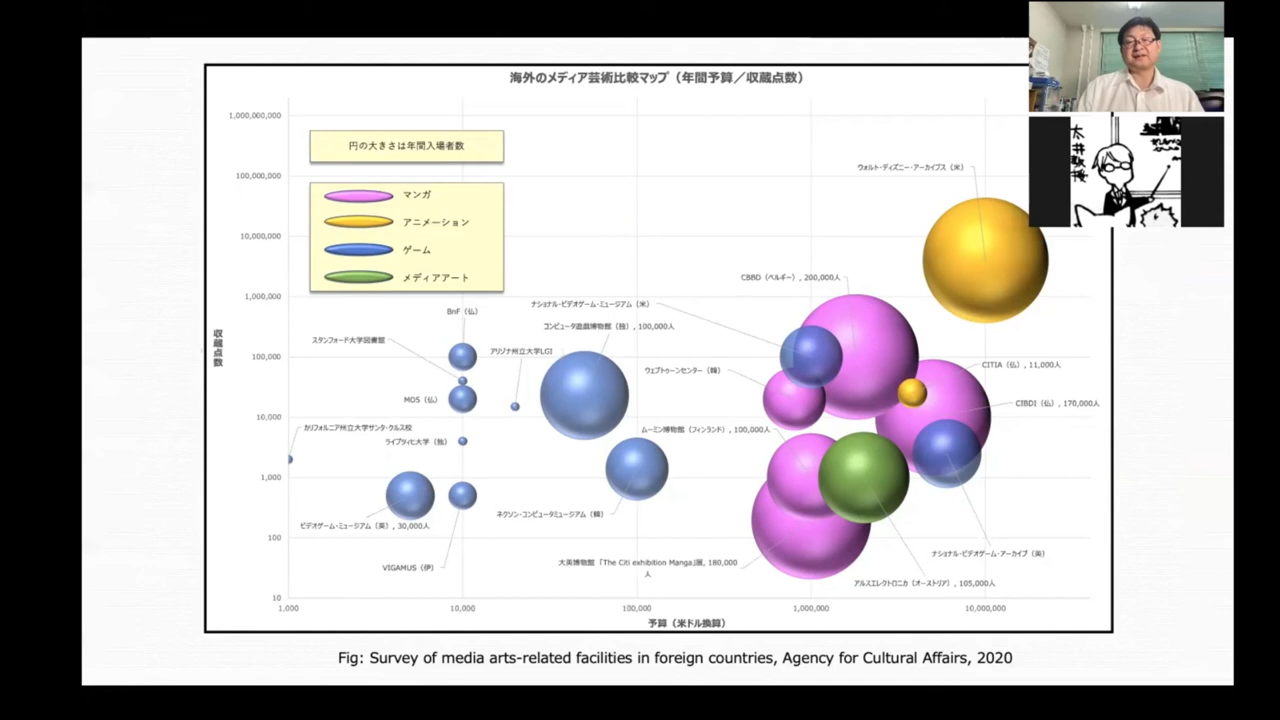 海外のメディア芸術比較マップ（年間予算／収蔵点数）
円の大きさは年間入場者数
マンガ
アニメーション
ゲーム
メディアアート
収蔵点数
1,000,000,000
100,000,000
10,000,000
1,000,000
100,000
10,000
1,000
100
10
ウォルト・ディズニー・アーカイブス（米）
CBBD（ベルギー）, 200,000人
ナショナル・ビデオゲーム・ミュージアム（米）
BnF（仏）
コンピュータ遊戯博物館（独）, 100,000人
スタンフォード大学図書館
アリゾナ州立大学LGI
CITIA（仏）, 11,000人
ウェブトゥーンセンター（韓）
MOS（仏）
CIBDI（仏）, 170,000人
カリフォルニア州立大学サンタ・クルス校
ムーミン博物館（フィンランド）, 100,000人
ライプティヒ大学（独）
ネクソン・コンピュータミュージアム（韓）
ビデオゲーム・ミュージアム（英）, 30,000人
ナショナル・ビデオゲーム・アーカイブ（英）
大英博物館「The Citi exhibition Manga」展, 180,000
人
VIGAMUS（伊）
アルスエレクトロニカ（オーストリア）, 105,000人
1,000
10,000
100,000
1,000,000
10,000,000
予算（米ドル換算）
Fig: Survey of media arts-related facilities in foreign countries, Agency for Cultural Affairs, 2020